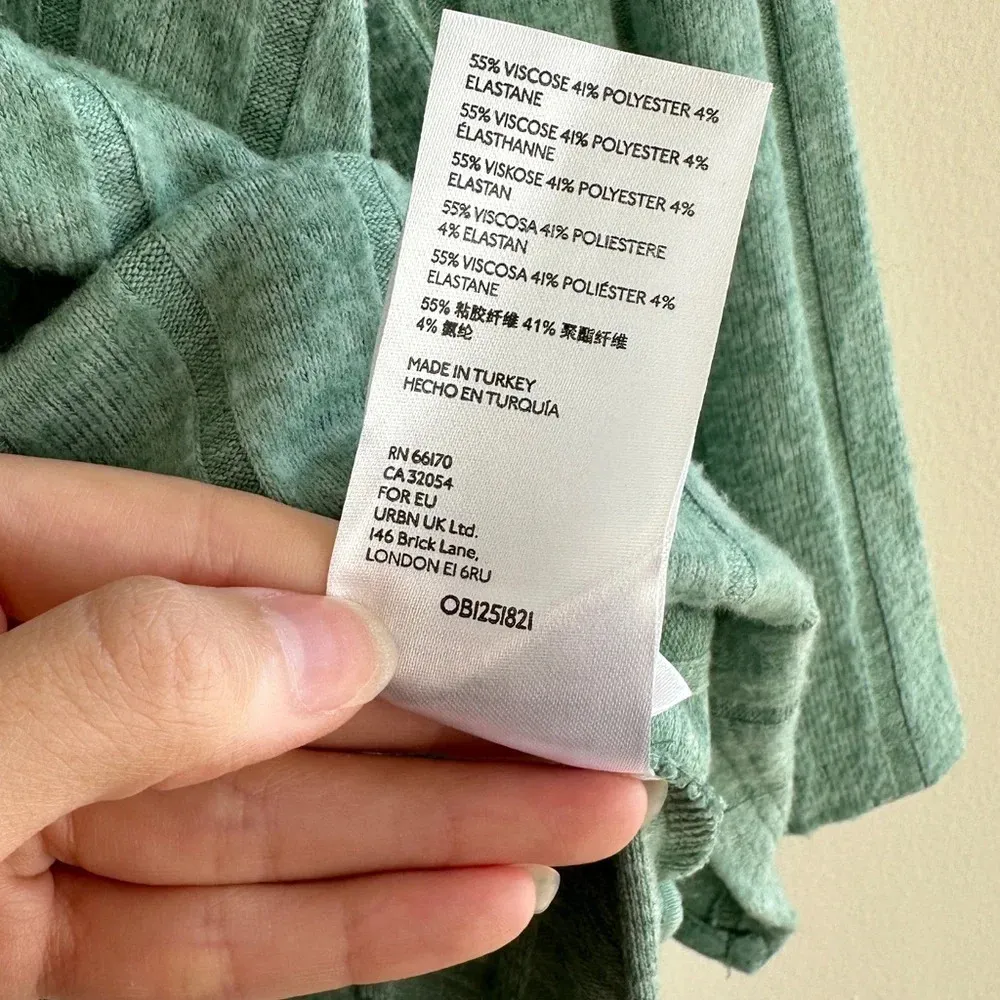 55% VISCOSE 41% POLYESTER 4%
ELASTANE
55% VISCOSE 41% POLYESTER 4%
ÉLASTHANNE
55% VISKOSE 41% POLYESTER 4%
ELASTAN
55% VISCOSA 41% POLIESTERE
4% ELASTAN
55% VISCOSA 41% POLIÉSTER 4%
ELASTANE
55% 粘胶纤维 41% 聚酯纤维
4% 氨纶
MADE IN TURKEY
HECHO EN TURQUÍA
RN 66170
CA 32054
FOR EU
URBN UK Ltd.
146 Brick Lane,
LONDON E1 6RU
OB1251821